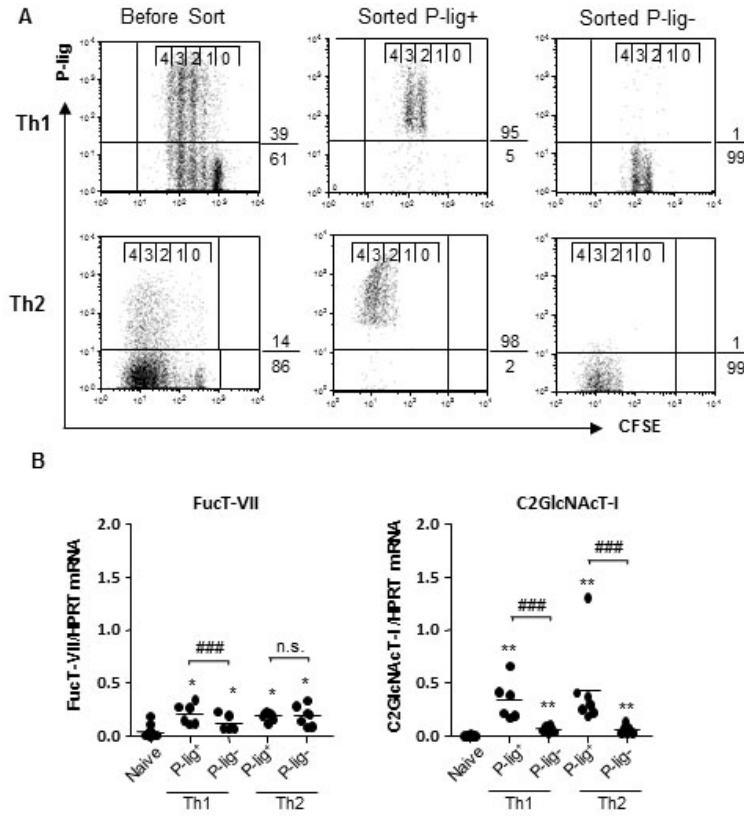 A
Before Sort Sorted P-lig+ Sorted P-lig-
P-lig
Th1
4 3 2 1 0
4 3 2 1 0
4 3 2 1 0
39
61
95
5
1
99
Th2
4 3 2 1 0
4 3 2 1 0
4 3 2 1 0
14
86
98
2
1
99
CFSE
B
FucT-VII
FucT-VII/HPRT mRNA
2.0
1.5
1.0
0.5
0.0
###
n.s.
* * * *
Naive P-lig+ P-lig- P-lig+ P-lig-
Th1 Th2
C2GlcNAcT-I
C2GlcNAcT-I/HPRT mRNA
2.0
1.5
1.0
0.5
0.0
###
###
** ** ** **
Naive P-lig+ P-lig- P-lig+ P-lig-
Th1 Th2